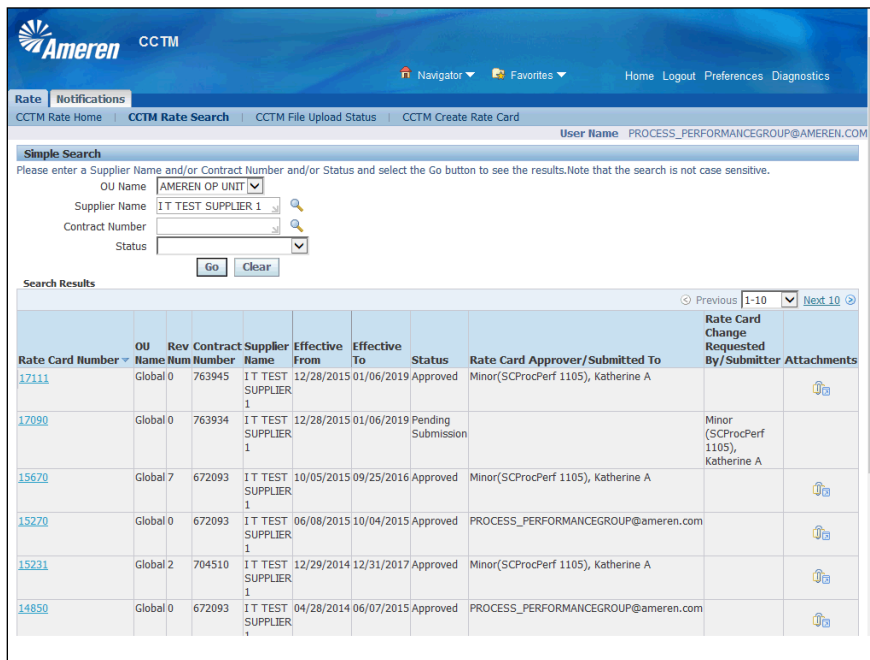 Ameren CCTM
Navigator Favorites Home Logout Preferences Diagnostics
Rate Notifications
CCTM Rate Home | CCTM Rate Search | CCTM File Upload Status | CCTM Create Rate Card
User Name PROCESS_PERFORMANCEGROUP@AMEREN.COM
Simple Search
Please enter a Supplier Name and/or Contract Number and/or Status and select the Go button to see the results.Note that the search is not case sensitive.
OU Name AMEREN OP UNIT
Supplier Name I T TEST SUPPLIER 1
Contract Number
Status
Go Clear
Search Results
Previous 1-10 Next 10
Rate Card
Change
OU Rev Contract Supplier Effective Effective Requested
Rate Card Number Name Num Number Name From To Status Rate Card Approver/Submitted To By/Submitter Attachments
17111 Global 0 763945 I T TEST 12/28/2015 01/06/2019 Approved Minor(SCProcPerf 1105), Katherine A
SUPPLIER
1
17090 Global 0 763934 I T TEST 12/28/2015 01/06/2019 Pending Minor
SUPPLIER Submission (SCProcPerf
1 1105),
Katherine A
15670 Global 7 672093 I T TEST 10/05/2015 09/25/2016 Approved Minor(SCProcPerf 1105), Katherine A
SUPPLIER
1
15270 Global 0 672093 I T TEST 06/08/2015 10/04/2015 Approved PROCESS_PERFORMANCEGROUP@ameren.com
SUPPLIER
1
15231 Global 2 704510 I T TEST 12/29/2014 12/31/2017 Approved Minor(SCProcPerf 1105), Katherine A
SUPPLIER
1
14850 Global 0 672093 I T TEST 04/28/2014 06/07/2015 Approved PROCESS_PERFORMANCEGROUP@ameren.com
SUPPLIER
1